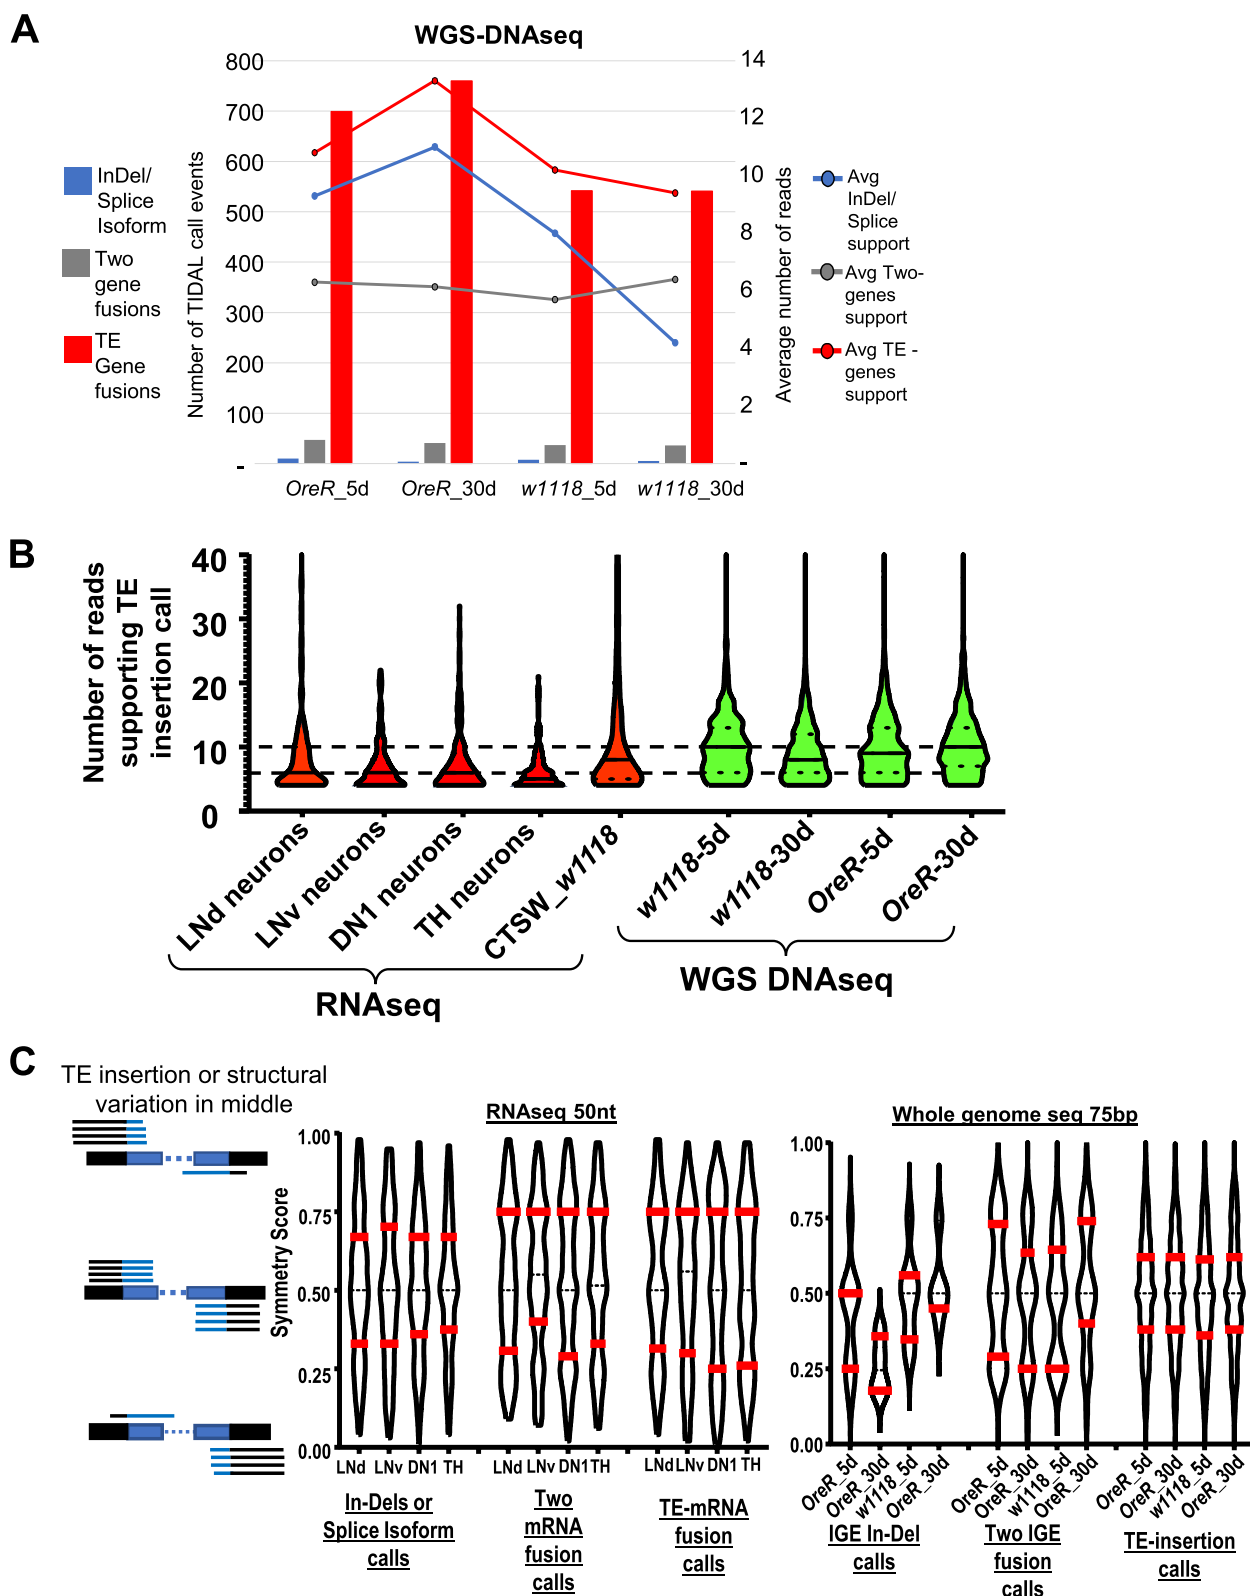 A
WGS-DNAseq
800
700
600
500
400
300
200
100
-
Number of TIDAL call events
14
12
10
8
6
4
2
-
Average number of reads
InDel/
Splice
Isoform
Two
gene
fusions
TE
Gene
fusions
Avg
InDel/
Splice
support
Avg Two-
genes
support
Avg TE -
genes
support
OreR_5d
OreR_30d
w1118_5d
w1118_30d
B
Number of reads
supporting TE
insertion call
40
30
20
10
0
LNd neurons
LNv neurons
DN1 neurons
TH neurons
CTSW_w1118
w1118-5d
w1118-30d
OreR-5d
OreR-30d
RNAseq
WGS DNAseq
C
TE insertion or structural
variation in middle
RNAseq 50nt
Whole genome seq 75bp
Symmetry Score
1.00
0.75
0.50
0.25
0.00
LNd LNv DN1 TH
LNd LNv DN1 TH
LNd LNv DN1 TH
In-Dels or
Splice Isoform
calls
Two
mRNA
fusion
calls
TE-mRNA
fusion
calls
1.00
0.75
0.50
0.25
0.00
OreR_5d
OreR_30d
w1118_5d
OreR_30d
OreR_5d
OreR_30d
w1118_5d
OreR_30d
OreR_5d
OreR_30d
w1118_5d
OreR_30d
IGE In-Del
calls
Two IGE
fusion
calls
TE-insertion
calls